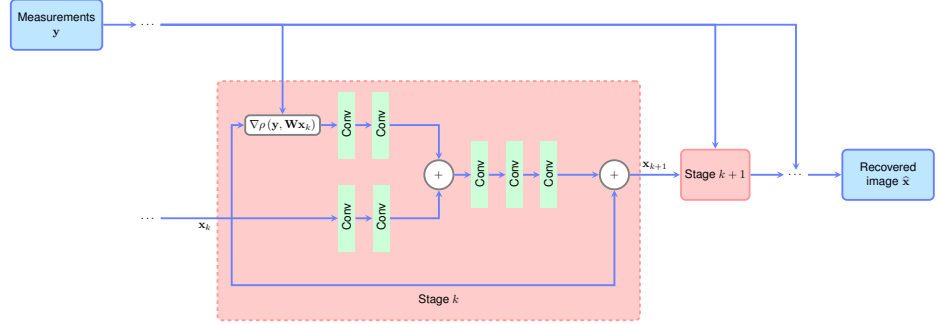 Measurements
y
···
∇ρ (y, Wx_k)
Conv
Conv
+
Conv
Conv
Conv
+
x_{k+1}
Stage k + 1
···
Recovered
image x̂
···
x_k
Conv
Conv
Stage k